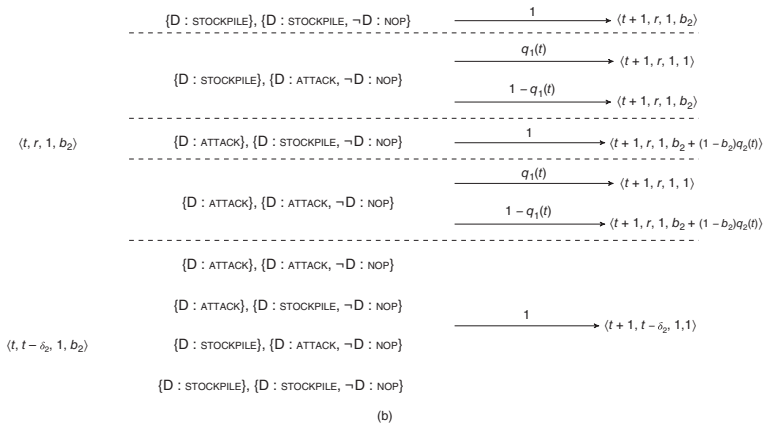 {D : STOCKPILE}, {D : STOCKPILE, ¬D : NOP} 1 ⟨t + 1, r, 1, b₂⟩
q₁(t) ⟨t + 1, r, 1, 1⟩
{D : STOCKPILE}, {D : ATTACK, ¬D : NOP}
1 − q₁(t) ⟨t + 1, r, 1, b₂⟩
⟨t, r, 1, b₂⟩ {D : ATTACK}, {D : STOCKPILE, ¬D : NOP} 1 ⟨t + 1, r, 1, b₂ + (1 − b₂)q₂(t)⟩
q₁(t) ⟨t + 1, r, 1, 1⟩
{D : ATTACK}, {D : ATTACK, ¬D : NOP}
1 − q₁(t) ⟨t + 1, r, 1, b₂ + (1 − b₂)q₂(t)⟩
{D : ATTACK}, {D : ATTACK, ¬D : NOP}
{D : ATTACK}, {D : STOCKPILE, ¬D : NOP}
1 ⟨t + 1, t − δ₂, 1,1⟩
⟨t, t − δ₂, 1, b₂⟩ {D : STOCKPILE}, {D : ATTACK, ¬D : NOP}
{D : STOCKPILE}, {D : STOCKPILE, ¬D : NOP}
(b)